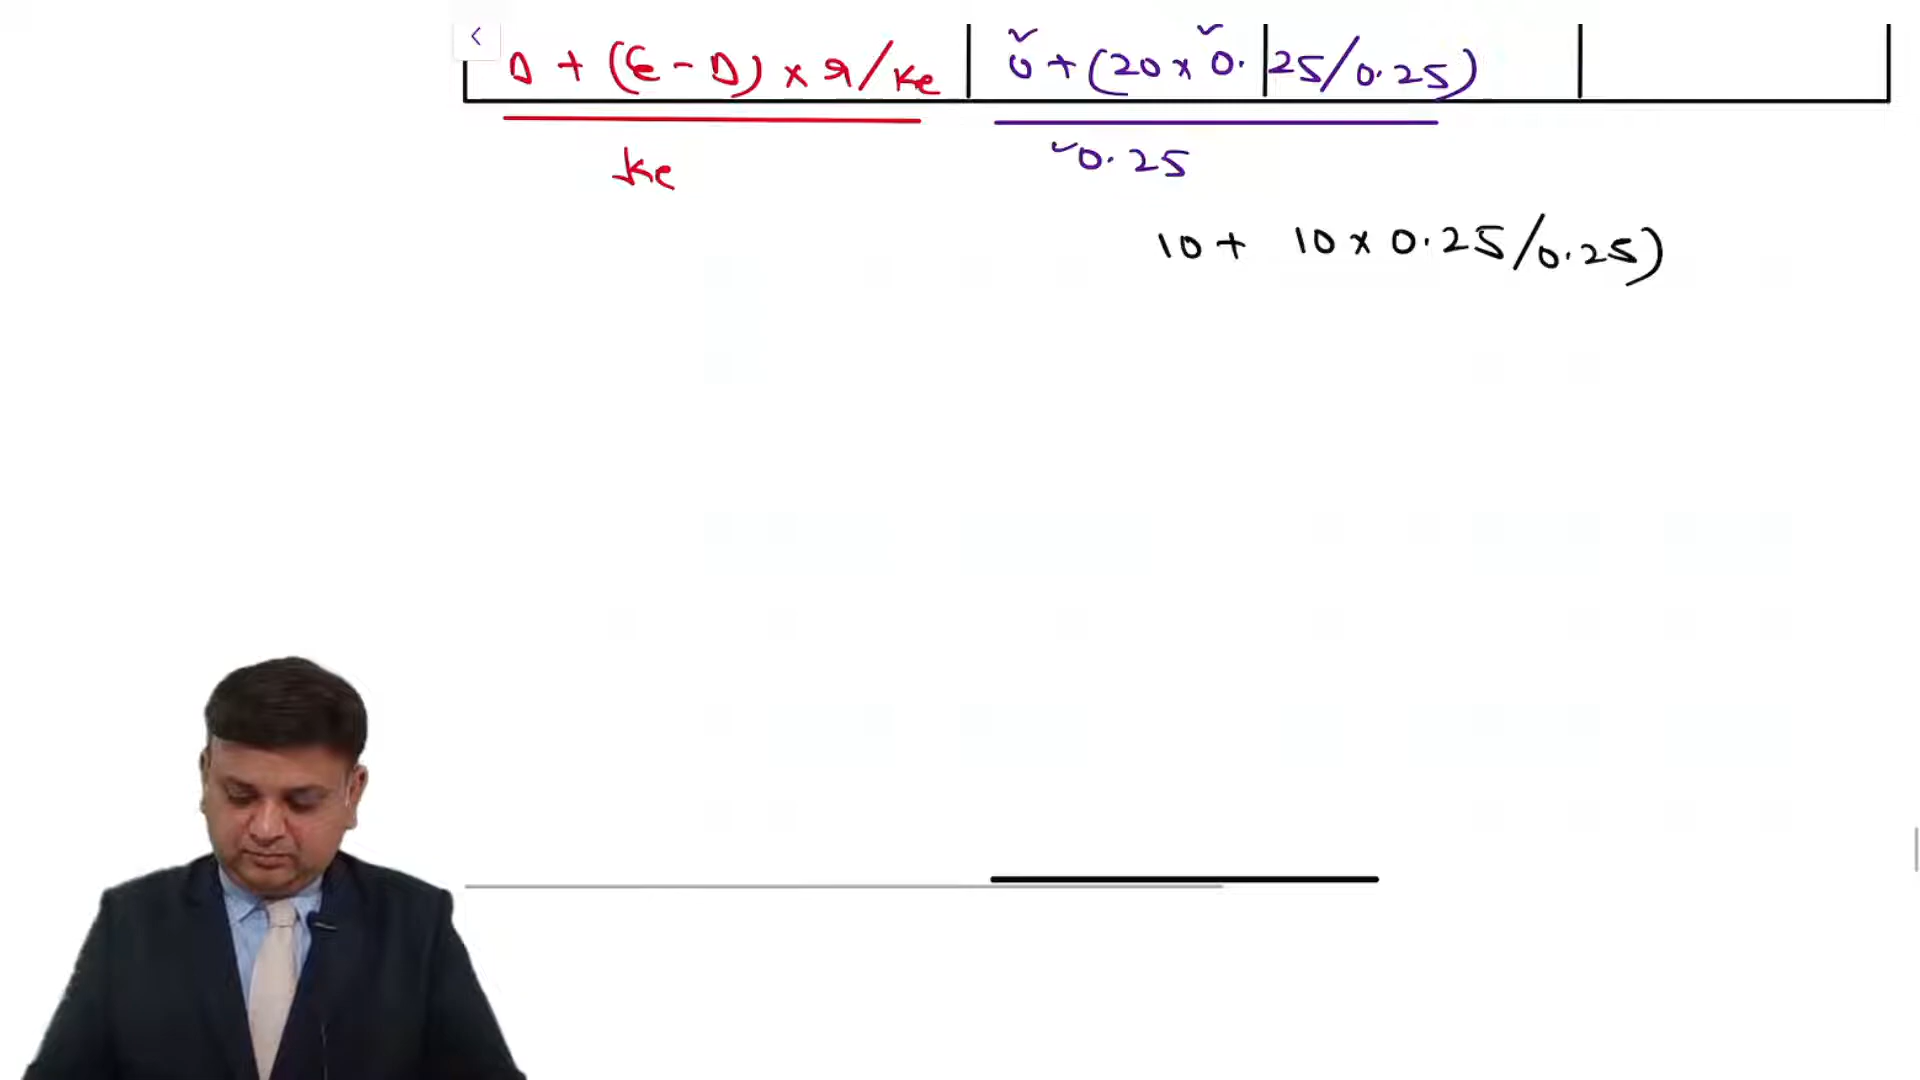 D + (E - D) × r/Ke
Ke
0 + (20 × 0.25/0.25)
0.25
10 + 10 × 0.25/0.25)